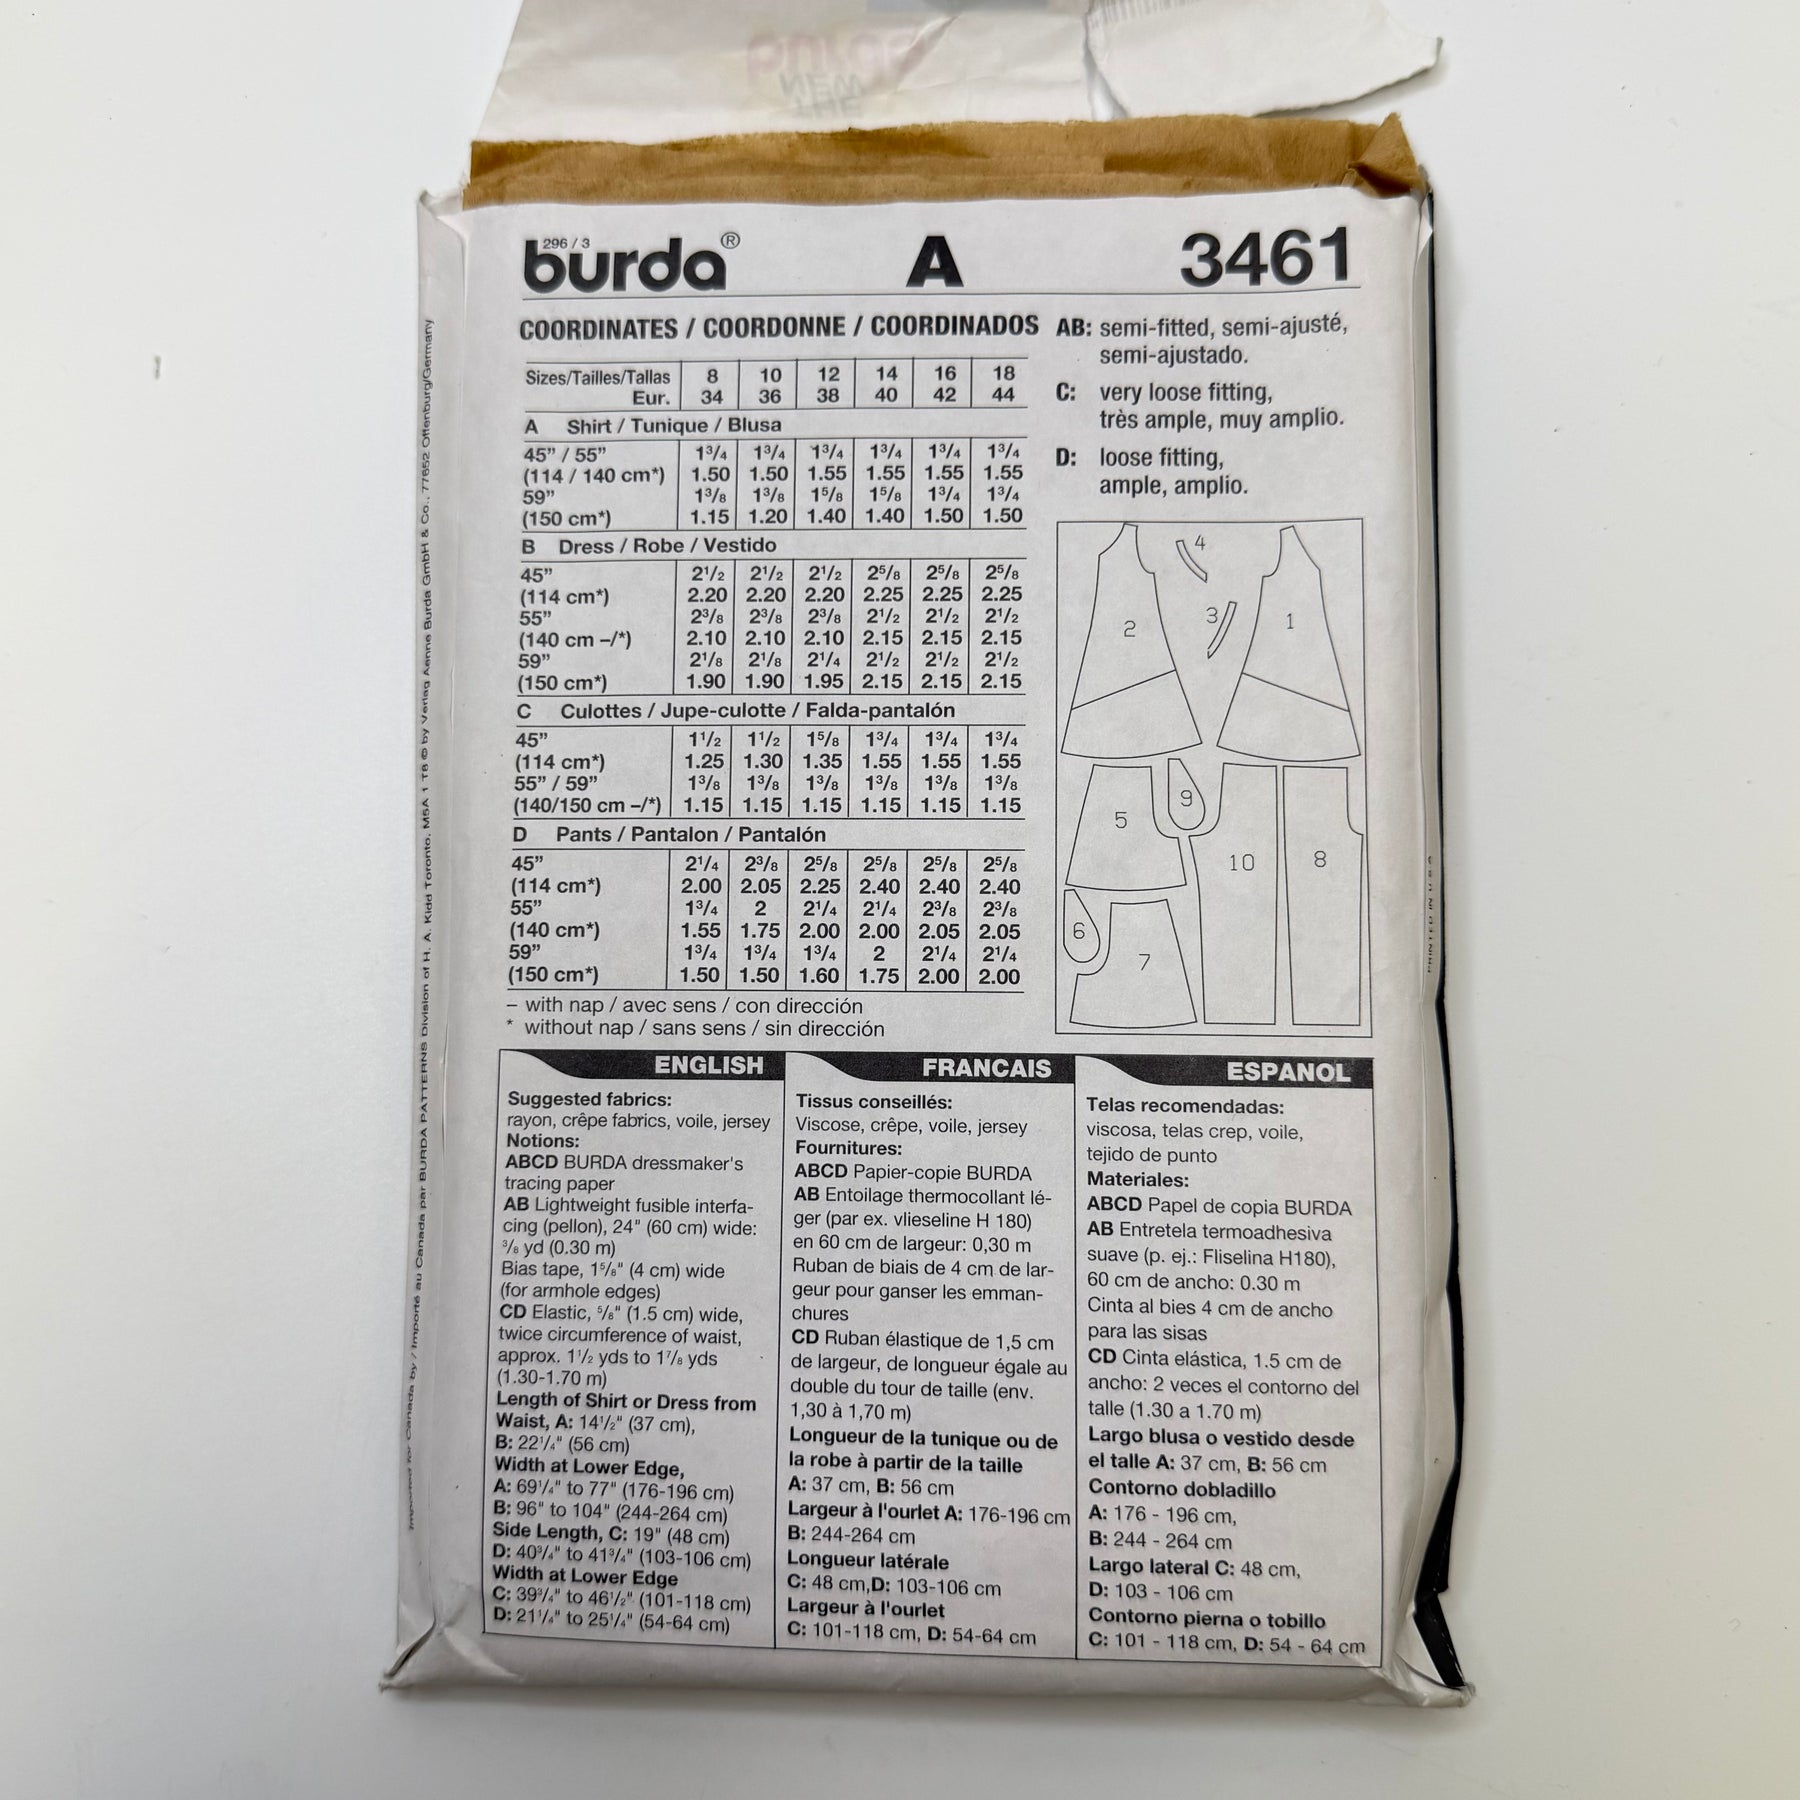 burda
NEW
THE
296 / 3
burda® A 3461
COORDINATES / COORDONNE / COORDINADOS
Sizes/Tailles/Tallas 8 10 12 14 16 18
Eur. 34 36 38 40 42 44
A Shirt / Tunique / Blusa
45” / 55” 1³/₄ 1³/₄ 1³/₄ 1³/₄ 1³/₄ 1³/₄
(114 / 140 cm*) 1.50 1.50 1.55 1.55 1.55 1.55
59” 1³/₈ 1³/₈ 1⁵/₈ 1⁵/₈ 1³/₄ 1³/₄
(150 cm*) 1.15 1.20 1.40 1.40 1.50 1.50
B Dress / Robe / Vestido
45” 2¹/₂ 2¹/₂ 2¹/₂ 2⁵/₈ 2⁵/₈ 2⁵/₈
(114 cm*) 2.20 2.20 2.20 2.25 2.25 2.25
55” 2³/₈ 2³/₈ 2³/₈ 2¹/₂ 2¹/₂ 2¹/₂
(140 cm –/*) 2.10 2.10 2.10 2.15 2.15 2.15
59” 2¹/₈ 2¹/₈ 2¹/₄ 2¹/₂ 2¹/₂ 2¹/₂
(150 cm*) 1.90 1.90 1.95 2.15 2.15 2.15
C Culottes / Jupe-culotte / Falda-pantalón
45” 1¹/₂ 1¹/₂ 1⁵/₈ 1³/₄ 1³/₄ 1³/₄
(114 cm*) 1.25 1.30 1.35 1.55 1.55 1.55
55” / 59” 1³/₈ 1³/₈ 1³/₈ 1³/₈ 1³/₈ 1³/₈
(140/150 cm –/*) 1.15 1.15 1.15 1.15 1.15 1.15
D Pants / Pantalon / Pantalón
45” 2¹/₄ 2³/₈ 2⁵/₈ 2⁵/₈ 2⁵/₈ 2⁵/₈
(114 cm*) 2.00 2.05 2.25 2.40 2.40 2.40
55” 1³/₄ 2 2¹/₄ 2¹/₄ 2³/₈ 2³/₈
(140 cm*) 1.55 1.75 2.00 2.00 2.05 2.05
59” 1³/₄ 1³/₄ 1³/₄ 2 2¹/₄ 2¹/₄
(150 cm*) 1.50 1.50 1.60 1.75 2.00 2.00
– with nap / avec sens / con dirección
* without nap / sans sens / sin dirección
AB: semi-fitted, semi-ajusté,
semi-ajustado.
C: very loose fitting,
très ample, muy amplio.
D: loose fitting,
ample, amplio.
4
3
2
1
5
9
10
8
6
7
ENGLISH
Suggested fabrics:
rayon, crêpe fabrics, voile, jersey
Notions:
ABCD BURDA dressmaker's
tracing paper
AB Lightweight fusible interfa-
cing (pellon), 24" (60 cm) wide:
³/₈ yd (0.30 m)
Bias tape, 1⁵/₈" (4 cm) wide
(for armhole edges)
CD Elastic, ⁵/₈" (1.5 cm) wide,
twice circumference of waist,
approx. 1¹/₂ yds to 1⁷/₈ yds
(1.30-1.70 m)
Length of Shirt or Dress from
Waist, A: 14¹/₂" (37 cm),
B: 22¹/₄" (56 cm)
Width at Lower Edge,
A: 69¹/₄" to 77" (176-196 cm)
B: 96" to 104" (244-264 cm)
Side Length, C: 19" (48 cm)
D: 40³/₄" to 41³/₄" (103-106 cm)
Width at Lower Edge
C: 39³/₄" to 46¹/₂" (101-118 cm)
D: 21¹/₄" to 25¹/₄" (54-64 cm)
FRANCAIS
Tissus conseillés:
Viscose, crêpe, voile, jersey
Fournitures:
ABCD Papier-copie BURDA
AB Entoilage thermocollant lé-
ger (par ex. vlieseline H 180)
en 60 cm de largeur: 0,30 m
Ruban de biais de 4 cm de lar-
geur pour ganser les emman-
chures
CD Ruban élastique de 1,5 cm
de largeur, de longueur égale au
double du tour de taille (env.
1,30 à 1,70 m)
Longueur de la tunique ou de
la robe à partir de la taille
A: 37 cm, B: 56 cm
Largeur à l'ourlet A: 176-196 cm
B: 244-264 cm
Longueur latérale
C: 48 cm,D: 103-106 cm
Largeur à l'ourlet
C: 101-118 cm, D: 54-64 cm
ESPANOL
Telas recomendadas:
viscosa, telas crep, voile,
tejido de punto
Materiales:
ABCD Papel de copia BURDA
AB Entretela termoadhesiva
suave (p. ej.: Fliselina H180),
60 cm de ancho: 0.30 m
Cinta al bies 4 cm de ancho
para las sisas
CD Cinta elástica, 1.5 cm de
ancho: 2 veces el contorno del
talle (1.30 a 1.70 m)
Largo blusa o vestido desde
el talle A: 37 cm, B: 56 cm
Contorno dobladillo
A: 176 - 196 cm,
B: 244 - 264 cm
Largo lateral C: 48 cm,
D: 103 - 106 cm
Contorno pierna o tobillo
C: 101 - 118 cm, D: 54 - 64 cm
Imported for Canada by / Importé au Canada par BURDA PATTERNS Division of H. A. Kidd Toronto. M5A 1 T8 © by Verlag Aenne Burda GmbH & Co., 77652 Offenburg/Germany
PRINTED IN U S A